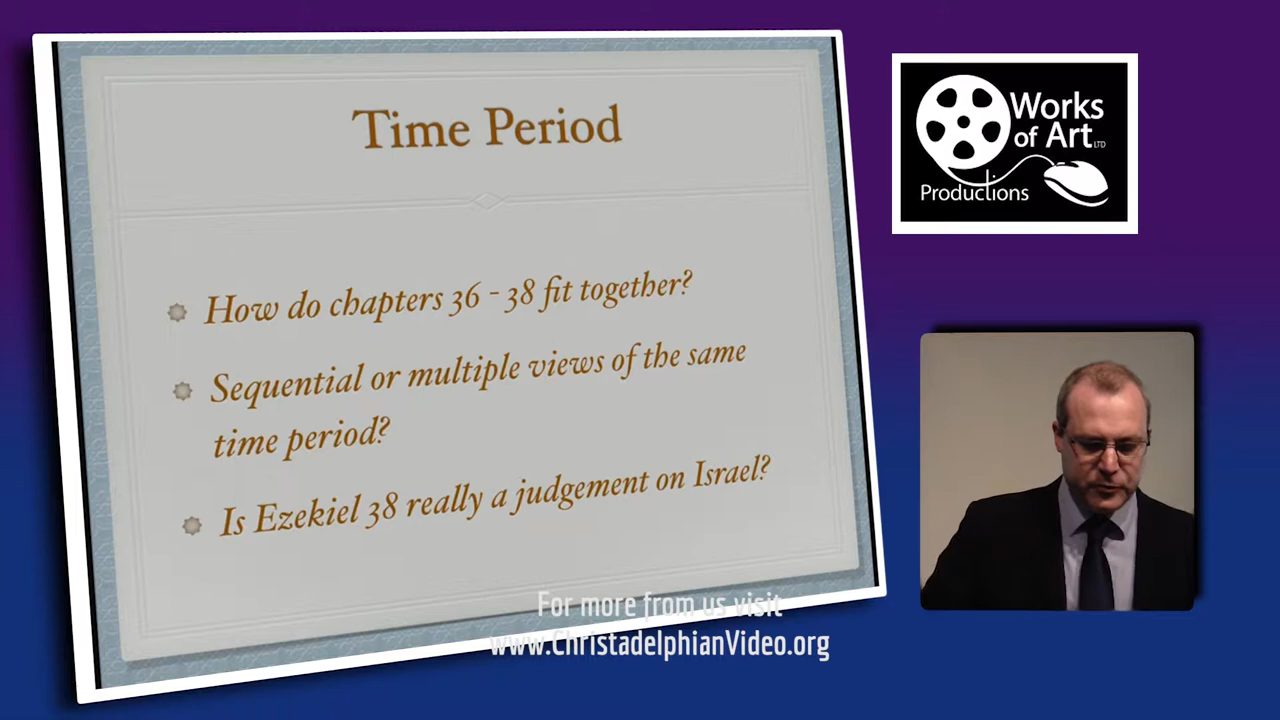 Time Period
How do chapters 36 - 38 fit together?
Sequential or multiple views of the same
time period?
Is Ezekiel 38 really a judgement on Israel?
Works
of Art LTD
Productions
For more from us visit
www.ChristadelphianVideo.org